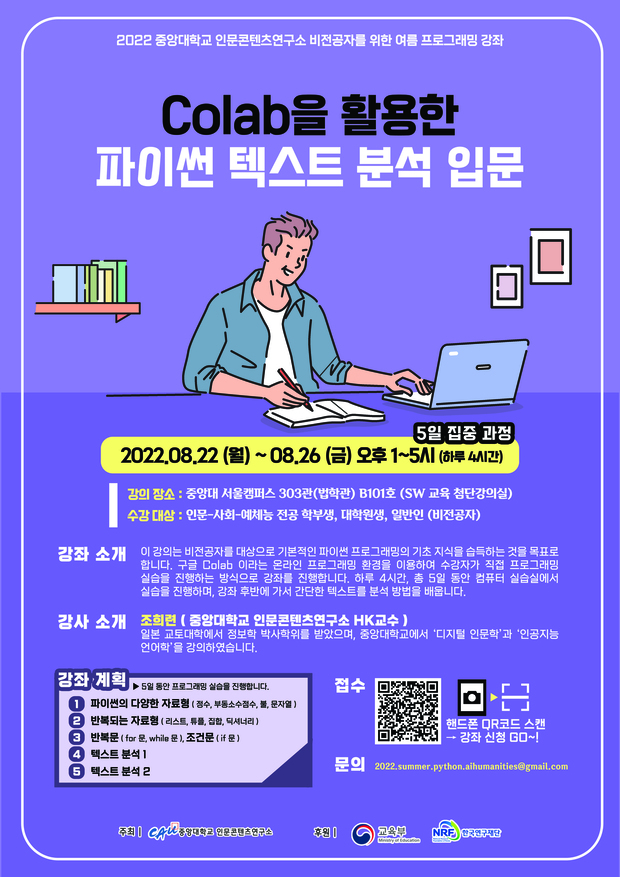 2022 중앙대학교 인문콘텐츠연구소 비전공자를 위한 여름 프로그래밍 강좌
Colab을 활용한
파이썬 텍스트 분석 입문
5일 집중 과정
2022.08.22 (월) ~ 08.26 (금) 오후 1~5시 (하루 4시간)
강의 장소 : 중앙대 서울캠퍼스 303관(법학관) B101호 (SW 교육 첨단강의실)
수강 대상 : 인문-사회-예체능 전공 학부생, 대학원생, 일반인 (비전공자)
강좌 소개
이 강의는 비전공자를 대상으로 기본적인 파이썬 프로그래밍의 기초 지식을 습득하는 것을 목표로
합니다. 구글 Colab 이라는 온라인 프로그래밍 환경을 이용하여 수강자가 직접 프로그래밍
실습을 진행하는 방식으로 강좌를 진행합니다. 하루 4시간, 총 5일 동안 컴퓨터 실습실에서
실습을 진행하며, 강좌 후반에 가서 간단한 텍스트를 분석 방법을 배웁니다.
강사 소개
조희련 ( 중앙대학교 인문콘텐츠연구소 HK교수 )
일본 교토대학에서 정보학 박사학위를 받았으며, 중앙대학교에서 '디지털 인문학'과 '인공지능
언어학'을 강의하였습니다.
강좌 계획 ▶ 5일 동안 프로그래밍 실습을 진행합니다.
1 파이썬의 다양한 자료형 ( 정수, 부동소수점수, 불, 문자열 )
2 반복되는 자료형 ( 리스트, 튜플, 집합, 딕셔너리 )
3 반복문 ( for 문, while 문 ), 조건문 ( if 문 )
4 텍스트 분석 1
5 텍스트 분석 2
접수
핸드폰 QR코드 스캔
→ 강좌 신청 GO~!
문의 2022.summer.python.aihumanities@gmail.com
주최 | CAU 중앙대학교 인문콘텐츠연구소
후원 | 교육부
Ministry of Education
NRF 한국연구재단